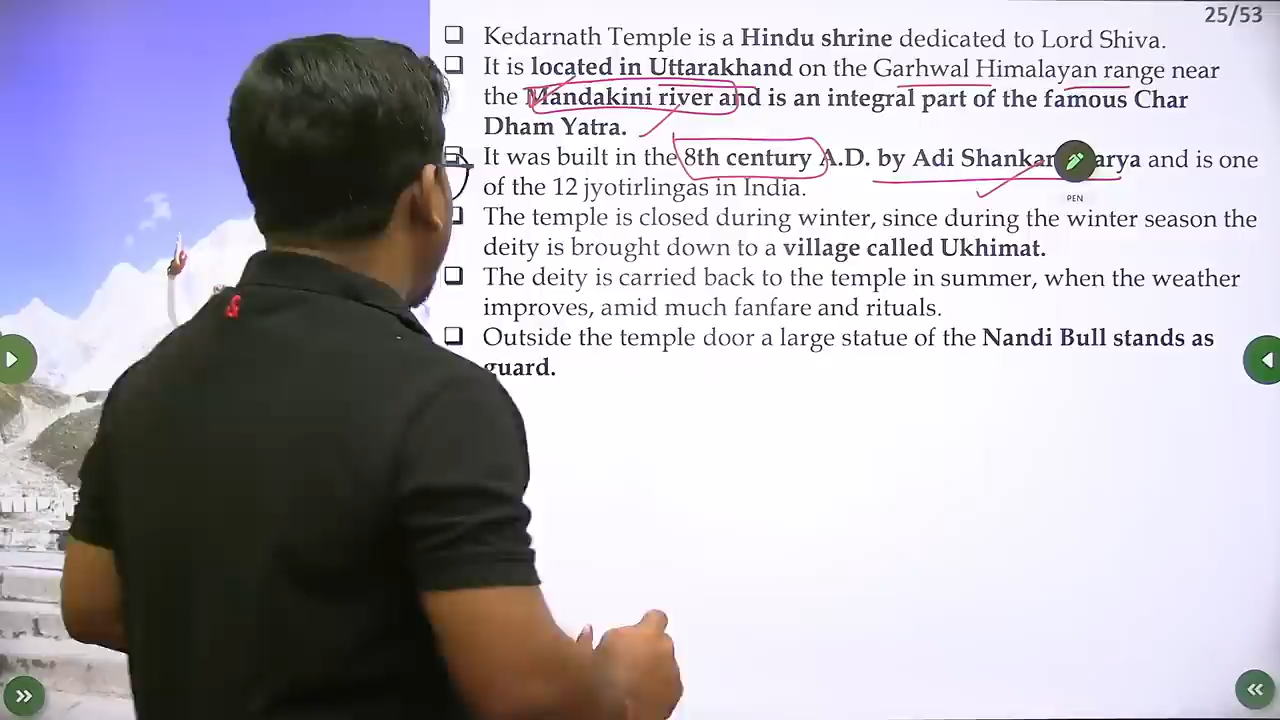 25/53
❑ Kedarnath Temple is a Hindu shrine dedicated to Lord Shiva.
❑ It is located in Uttarakhand on the Garhwal Himalayan range near
the Mandakini river and is an integral part of the famous Char
Dham Yatra.
❑ It was built in the 8th century A.D. by Adi Shankar arya and is one
of the 12 jyotirlingas in India.
PEN
❑ The temple is closed during winter, since during the winter season the
deity is brought down to a village called Ukhimat.
❑ The deity is carried back to the temple in summer, when the weather
improves, amid much fanfare and rituals.
❑ Outside the temple door a large statue of the Nandi Bull stands as
guard.